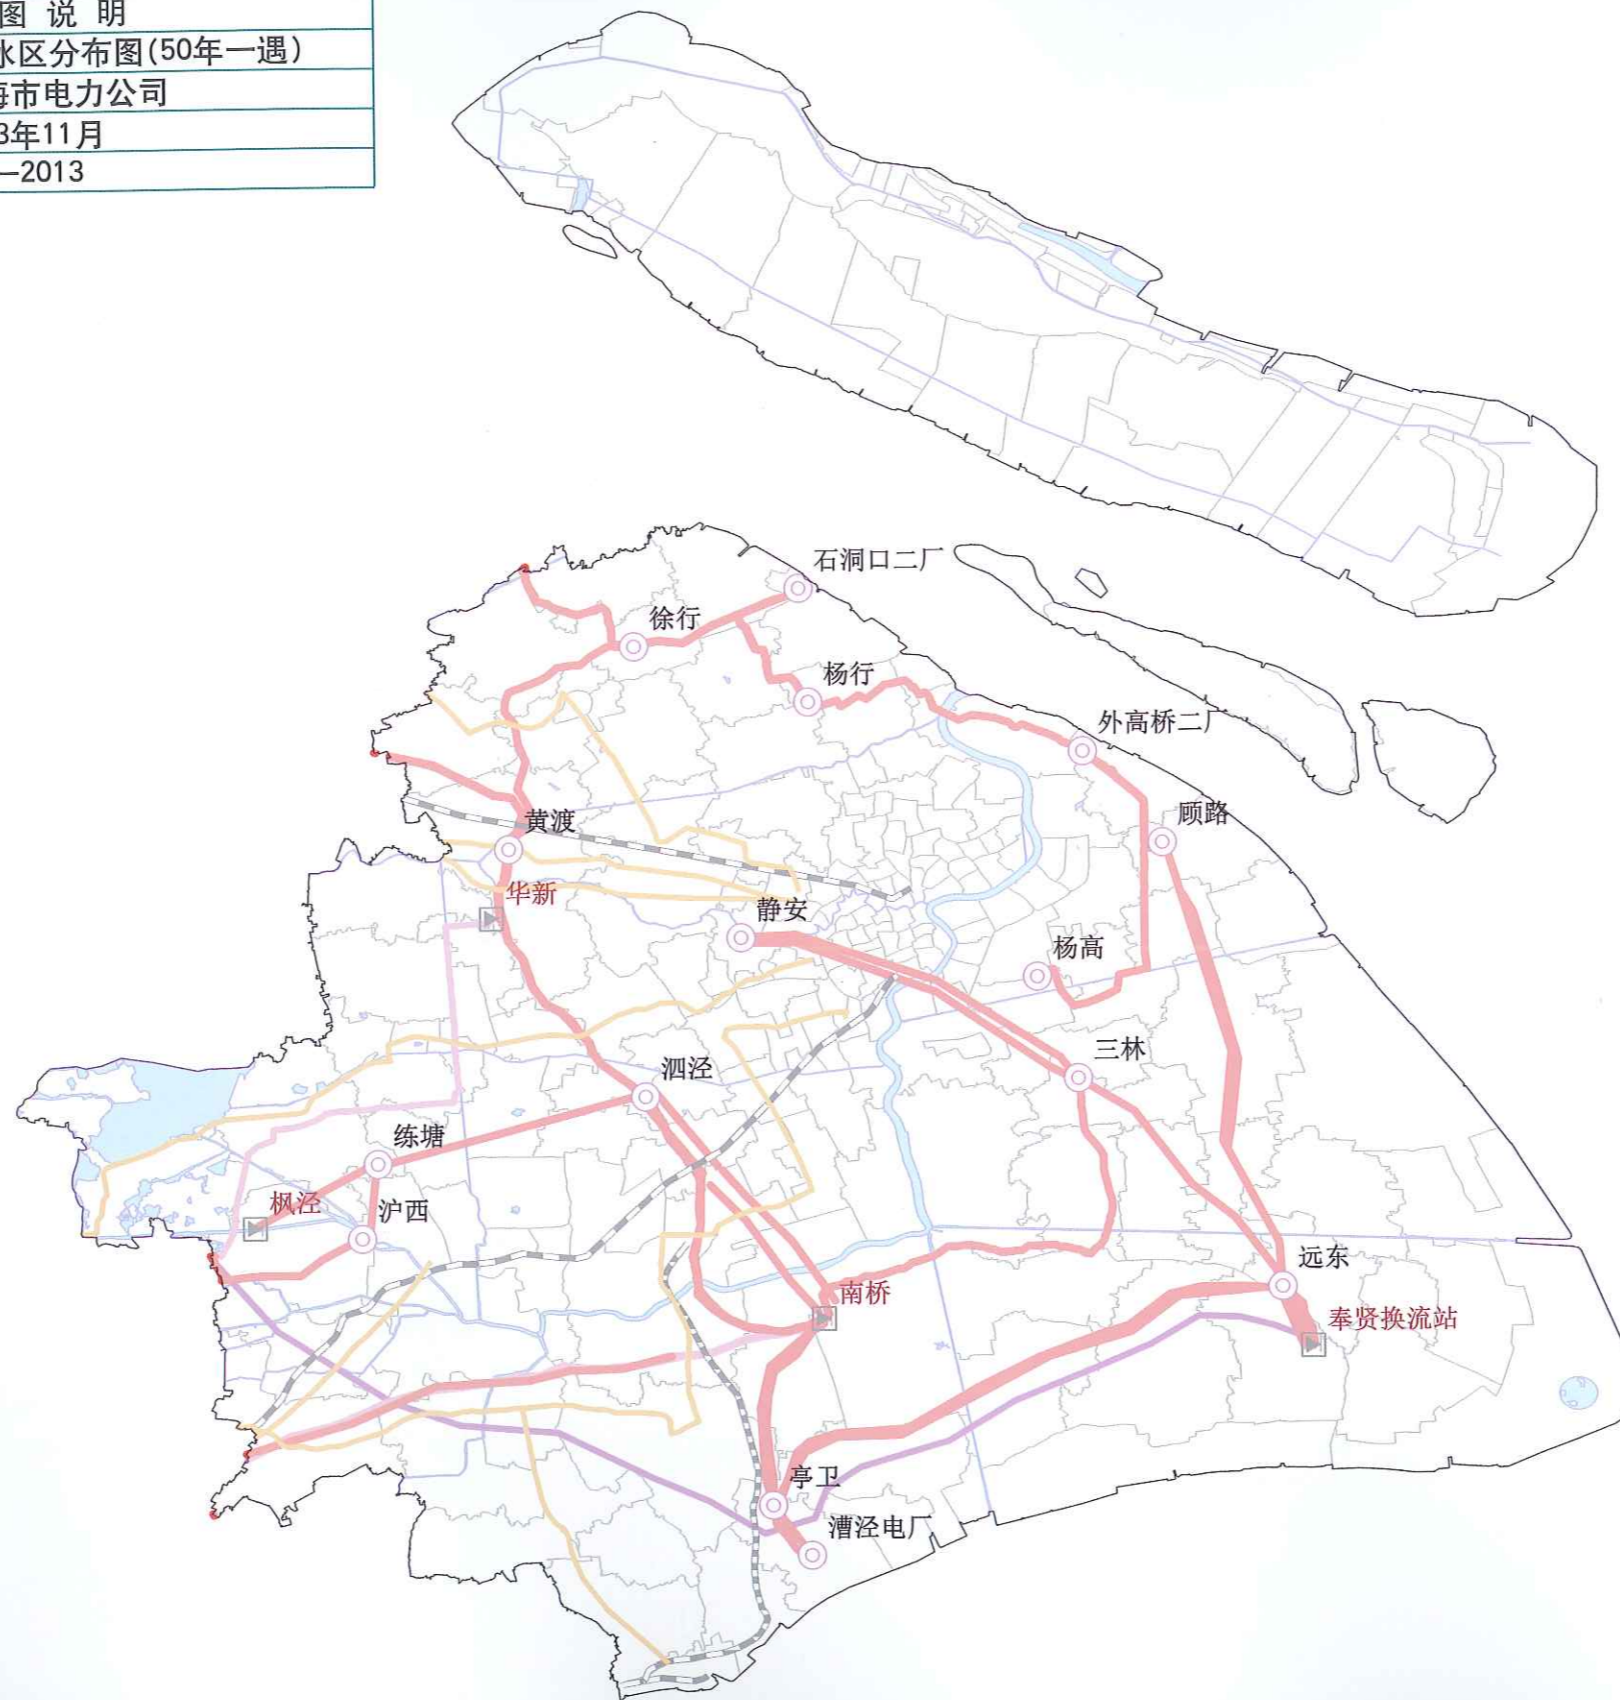 图 说 明
水区分布图(50年一遇)
海市电力公司
3年11月
—2013
石洞口二厂
徐行
杨行
外高桥二厂
顾路
黄渡
华新
静安
杨高
三林
泗泾
练塘
枫泾
沪西
远东
南桥
奉贤换流站
亭卫
漕泾电厂